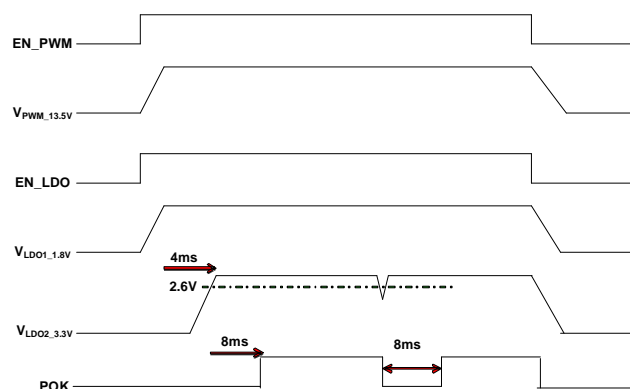 EN_PWM
VPWM_13.5V
EN_LDO
VLDO1_1.8V
4ms
2.6V
VLDO2_3.3V
8ms
8ms
POK